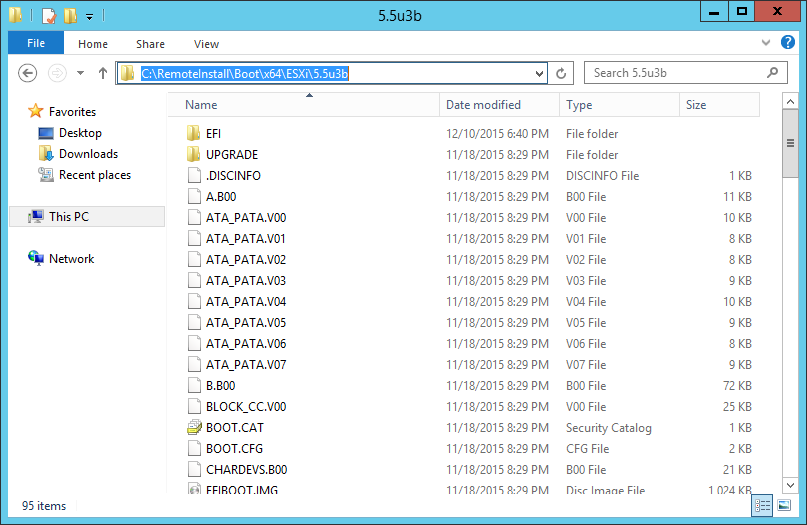 5.5u3b
File Home Share View
C:\RemoteInstall\Boot\x64\ESXi\5.5u3b Search 5.5u3b
Name Date modified Type Size
Favorites
Desktop
Downloads
Recent places
This PC
Network
EFI 12/10/2015 6:40 PM File folder
UPGRADE 11/18/2015 8:29 PM File folder
.DISCINFO 11/18/2015 8:29 PM DISCINFO File 1 KB
A.B00 11/18/2015 8:29 PM B00 File 11 KB
ATA_PATA.V00 11/18/2015 8:29 PM V00 File 10 KB
ATA_PATA.V01 11/18/2015 8:29 PM V01 File 8 KB
ATA_PATA.V02 11/18/2015 8:29 PM V02 File 8 KB
ATA_PATA.V03 11/18/2015 8:29 PM V03 File 9 KB
ATA_PATA.V04 11/18/2015 8:29 PM V04 File 10 KB
ATA_PATA.V05 11/18/2015 8:29 PM V05 File 9 KB
ATA_PATA.V06 11/18/2015 8:29 PM V06 File 8 KB
ATA_PATA.V07 11/18/2015 8:29 PM V07 File 9 KB
B.B00 11/18/2015 8:29 PM B00 File 72 KB
BLOCK_CC.V00 11/18/2015 8:29 PM V00 File 25 KB
BOOT.CAT 11/18/2015 8:29 PM Security Catalog 1 KB
BOOT.CFG 11/18/2015 8:29 PM CFG File 2 KB
CHARDEVS.B00 11/18/2015 8:29 PM B00 File 21 KB
EFIBOOT.IMG 11/18/2015 8:29 PM Disc Image File 1,024 KB
95 items